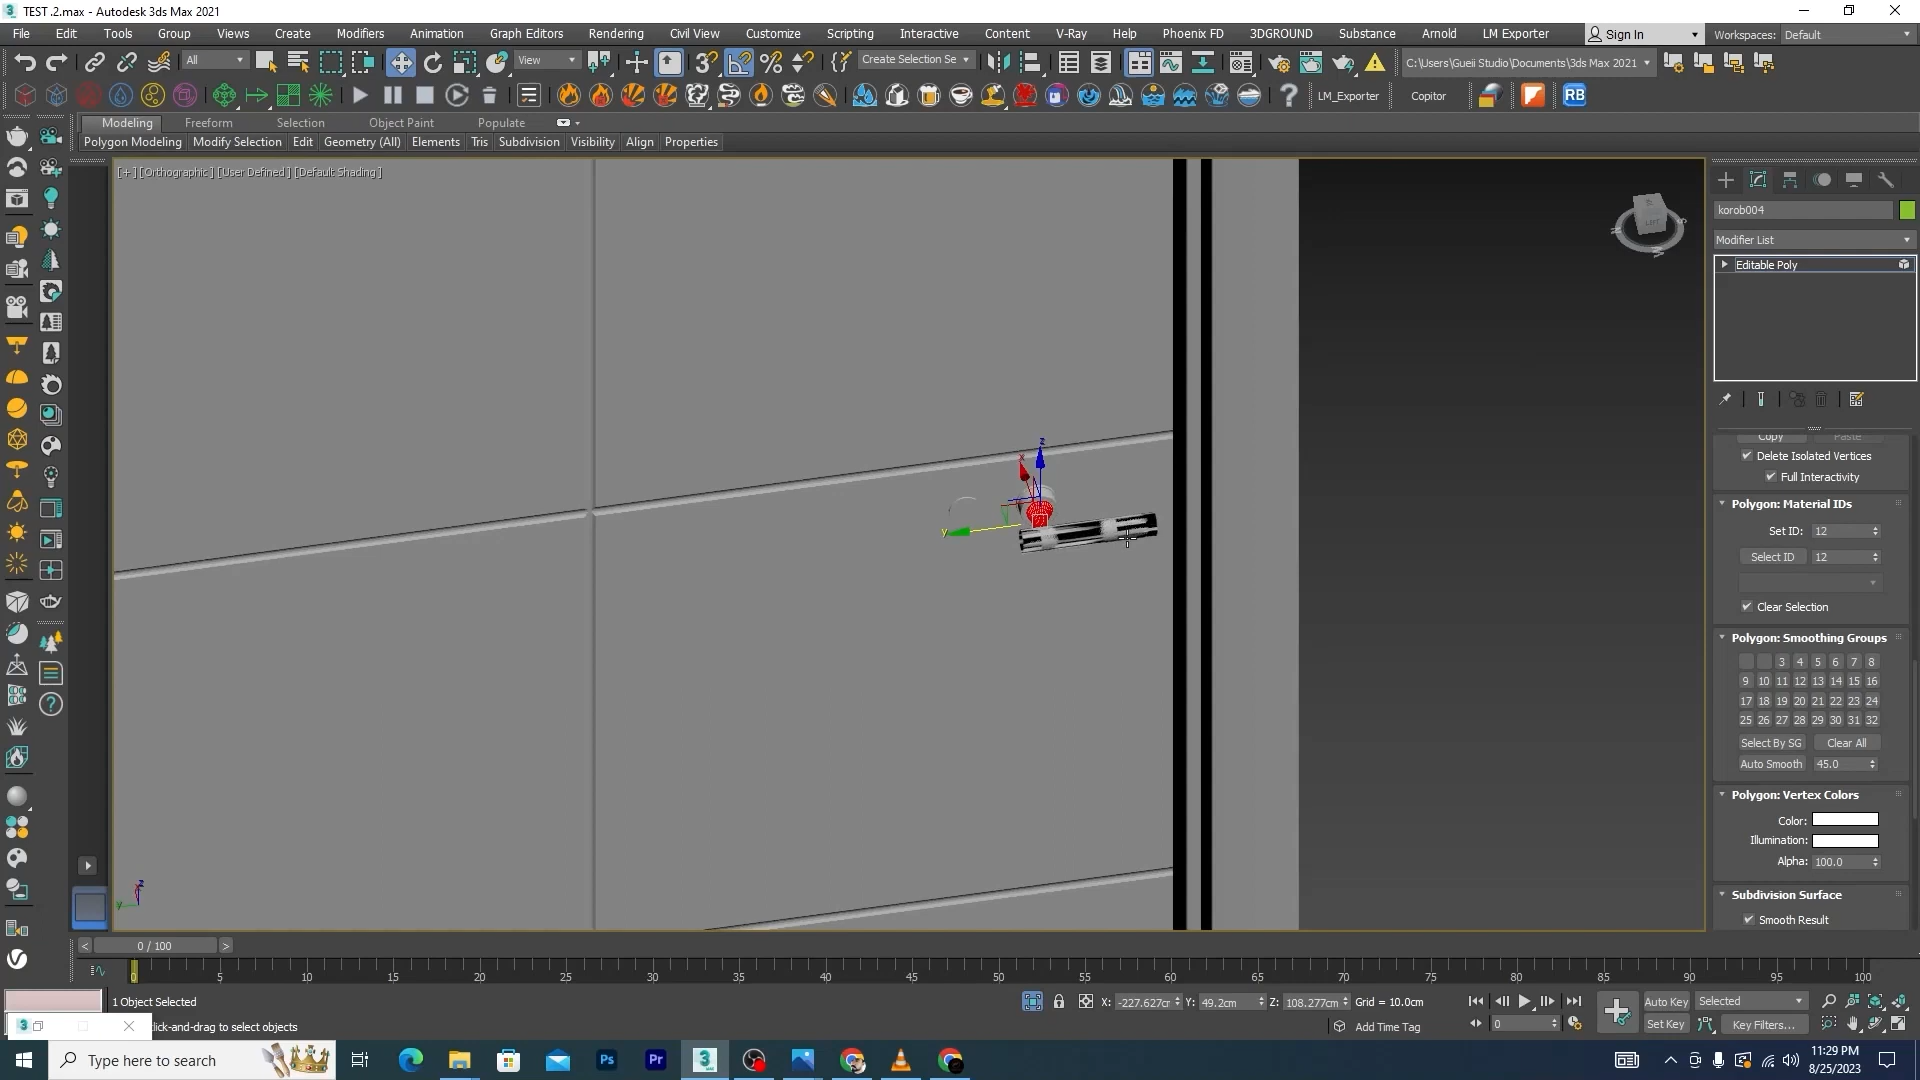 TEST .2.max - Autodesk 3ds Max 2021
File Edit Tools Group Views Create Modifiers Animation Graph Editors Rendering Civil View Customize Scripting Interactive Content V-Ray Help Phoenix FD 3DGROUND Substance Arnold LM Exporter Sign In Workspaces: Default
All View Create Selection Se C:\Users\Gueii Studio\Documents\3ds Max 2021
LM_Exporter Copitor RB
Modeling Freeform Selection Object Paint Populate
Polygon Modeling Modify Selection Edit Geometry (All) Elements Tris Subdivision Visibility Align Properties
[+] [Orthographic] [User Defined] [Default Shading]
korob004
Modifier List
Editable Poly
Copy Paste
Delete Isolated Vertices
Full Interactivity
Polygon: Material IDs
Set ID: 12
Select ID 12
Clear Selection
Polygon: Smoothing Groups
3 4 5 6 7 8
9 10 11 12 13 14 15 16
17 18 19 20 21 22 23 24
25 26 27 28 29 30 31 32
Select By SG Clear All
Auto Smooth 45.0
Polygon: Vertex Colors
Color:
Illumination:
Alpha: 100.0
Subdivision Surface
Smooth Result
LEFT
z
x
y
z
y
< 0 / 100 >
0 5 10 15 20 25 30 35 40 45 50 55 60 65 70 75 80 85 90 95 100
1 Object Selected X: -227.627cm Y: 49.2cm Z: 108.277cm Grid = 10.0cm Auto Key Selected
click-and-drag to select objects Add Time Tag 0 Set Key Key Filters...
Type here to search Ps Pr 3 11:29 PM
8/25/2023